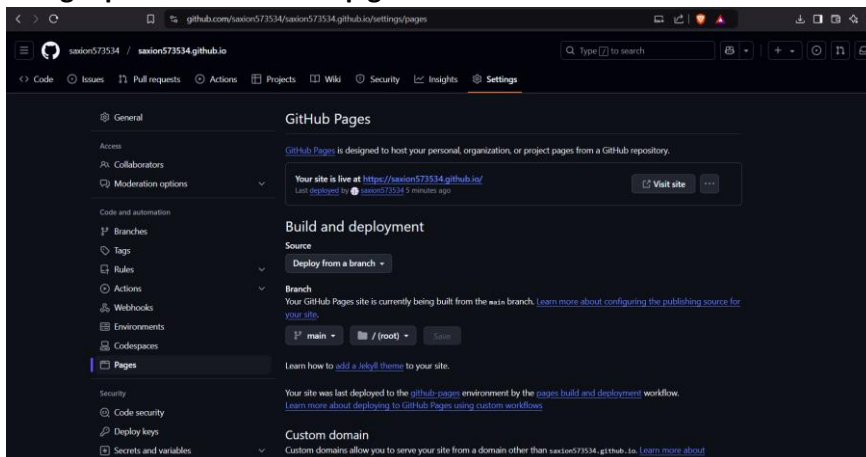 github.com/saxion573534/saxion573534.github.io/settings/pages
saxion573534 / saxion573534.github.io
Type / to search
Code Issues Pull requests Actions Projects Wiki Security Insights Settings
General
Access
Collaborators
Moderation options
Code and automation
Branches
Tags
Rules
Actions
Webhooks
Environments
Codespaces
Pages
Security
Code security
Deploy keys
Secrets and variables
GitHub Pages
GitHub Pages is designed to host your personal, organization, or project pages from a GitHub repository.
Your site is live at https://saxion573534.github.io/
Last deployed by saxion573534 5 minutes ago
Visit site
Build and deployment
Source
Deploy from a branch
Branch
Your GitHub Pages site is currently being built from the main branch. Learn more about configuring the publishing source for
your site.
main / (root) Save
Learn how to add a Jekyll theme to your site.
Your site was last deployed to the github-pages environment by the pages build and deployment workflow.
Learn more about deploying to GitHub Pages using custom workflows
Custom domain
Custom domains allow you to serve your site from a domain other than saxion573534.github.io. Learn more about